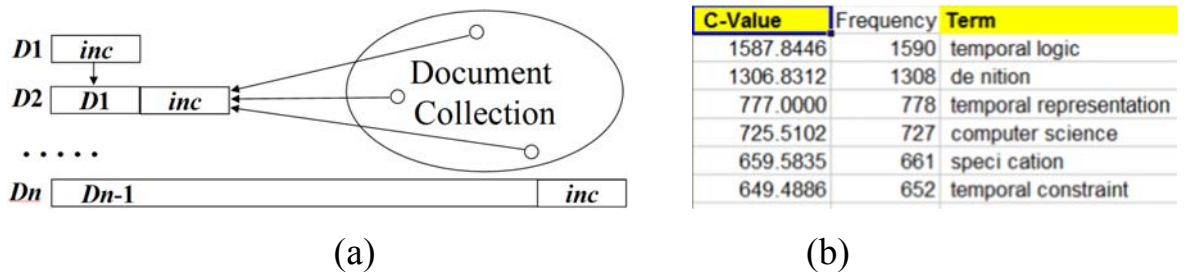 D1 inc
D2 D1 inc
Document
Collection
.....
Dn Dn-1 inc
(a)
C-Value Frequency Term
1587.8446 1590 temporal logic
1306.8312 1308 de nition
777.0000 778 temporal representation
725.5102 727 computer science
659.5835 661 speci cation
649.4886 652 temporal constraint
(b)